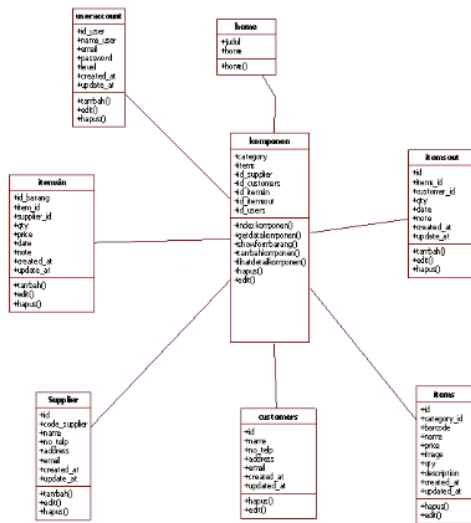 useraccount
+id_user
+nama_user
+email
+password
+level
+created_at
+update_at
+tambah()
+edit()
+hapus()
home
+judul
+home
+home()
komponen
+category
+items
+id_supplier
+id_customers
+id_itemin
+id_itemout
+id_users
+indexkomponen()
+getdatakomponen()
+showfrombarang()
+tambahkomponen()
+lihatdetailkomponen()
+hapus()
+edit()
itemsin
+id_barang
+item_id
+supplier_id
+qty
+price
+date
+note
+created_at
+update_at
+tambah()
+edit()
+hapus()
itemsout
+id
+items_id
+customer_id
+qty
+date
+note
+created_at
+update_at
+tambah()
+edit()
+hapus()
Supplier
+id
+code_supplier
+name
+no_telp
+address
+email
+created_at
+update_at
+tambah()
+edit()
+hapus()
customers
+id
+name
+no_telp
+address
+email
+created_at
+updated_at
+hapus()
+edit()
items
+id
+category_id
+barcode
+name
+price
+image
+qty
+description
+created_at
+updated_at
+hapus()
+edit()